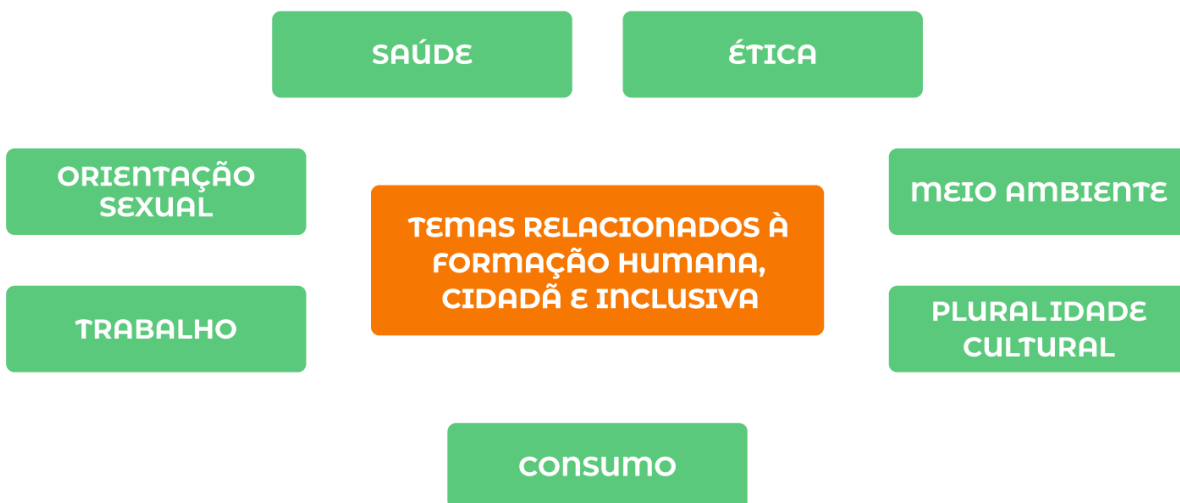 SAÚDE
ÉTICA
ORIENTAÇÃO
SEXUAL
MEIO AMBIENTE
TEMAS RELACIONADOS À
FORMAÇÃO HUMANA,
CIDADÃ E INCLUSIVA
TRABALHO
PLURALIDADE
CULTURAL
CONSUMO